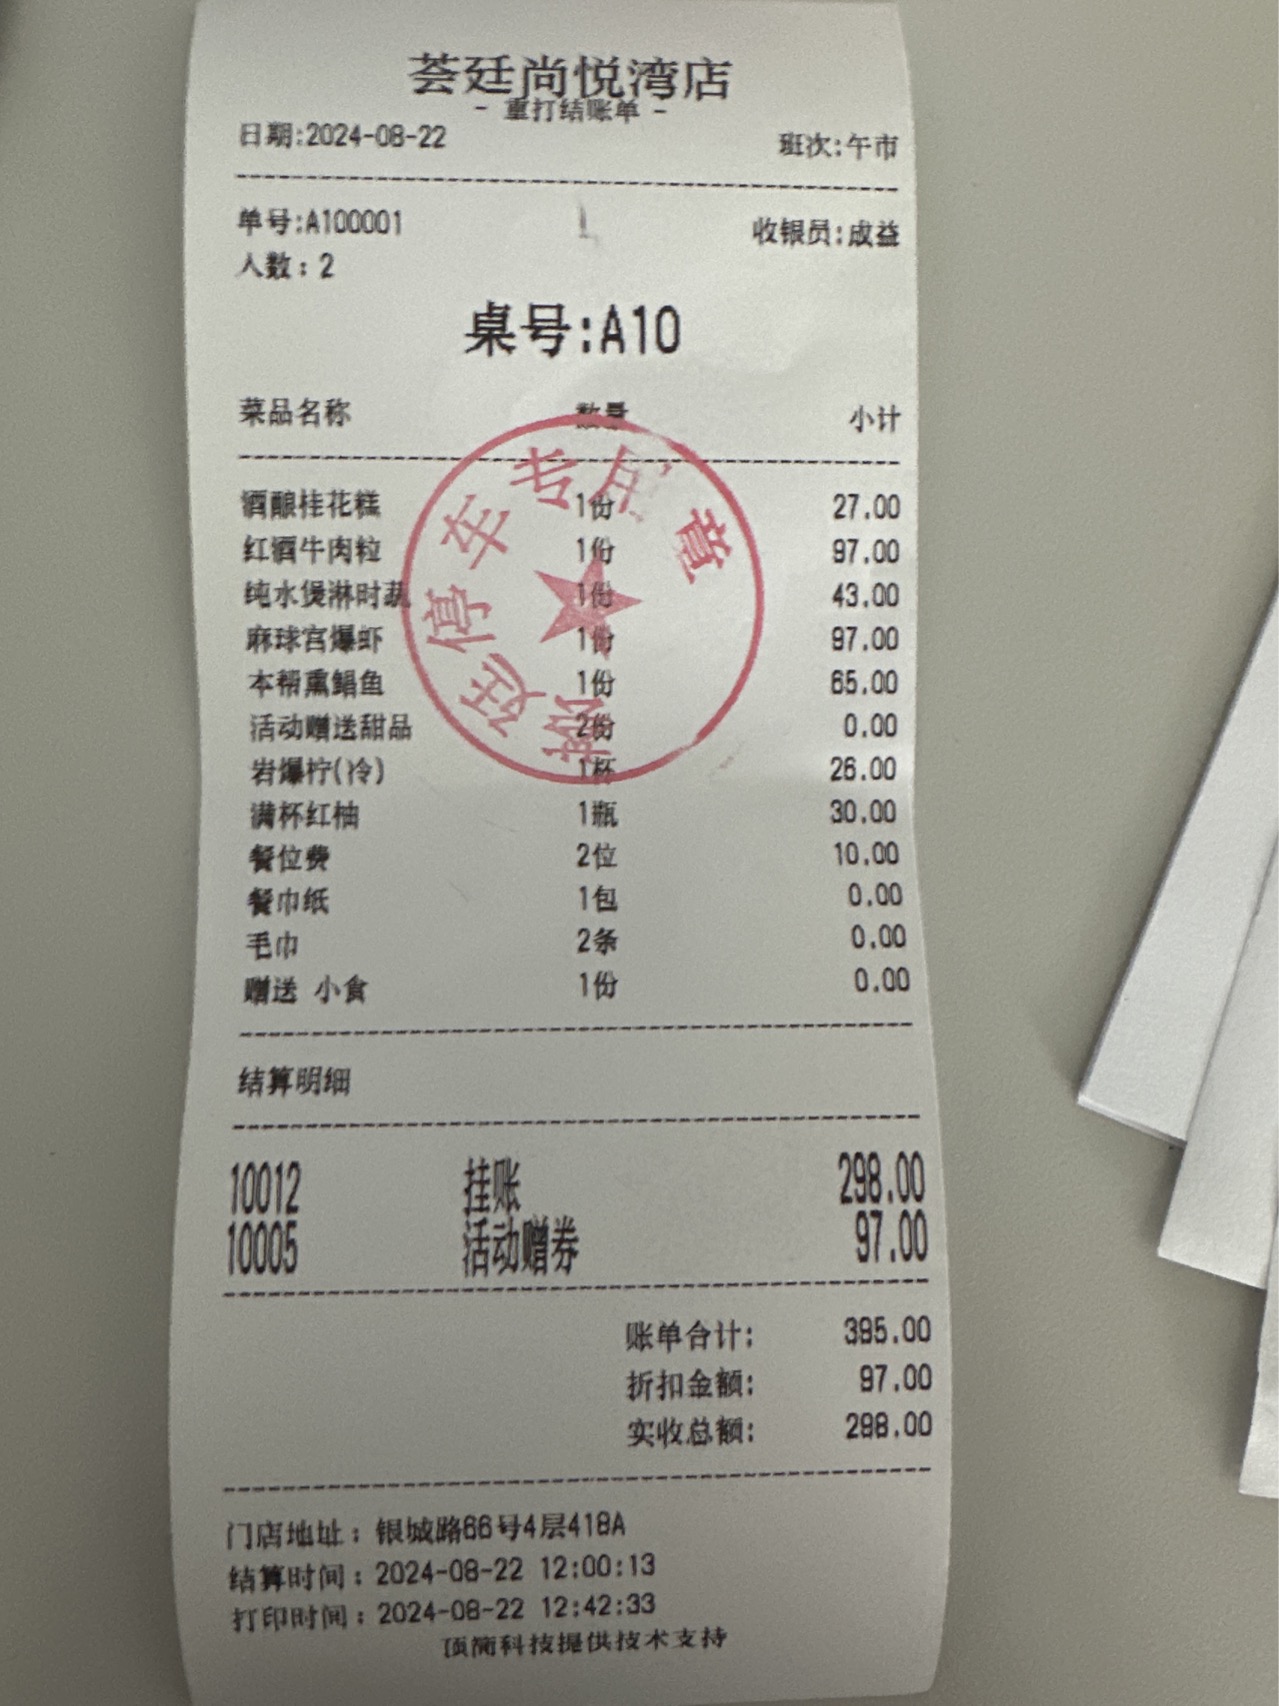 荟廷尚悦湾店
- 重打结账单 -
日期:2024-08-22 班次:午市
单号:A100001 收银员:成益
人数：2
桌号:A10
菜品名称 数量 小计
酒酿桂花糕 1份 27.00
红酒牛肉粒 1份 97.00
纯水煲淋时蔬 1份 43.00
麻球宫爆虾 1份 97.00
本帮熏鲳鱼 1份 65.00
活动赠送甜品 2份 0.00
岩爆柠(冷) 1杯 26.00
满杯红柚 1瓶 30.00
餐位费 2位 10.00
餐巾纸 1包 0.00
毛巾 2条 0.00
赠送 小食 1份 0.00
荟廷停车专用章
结算明细
10012 挂账 298.00
10005 活动赠券 97.00
账单合计: 395.00
折扣金额: 97.00
实收总额: 298.00
门店地址：银城路66号4层418A
结算时间：2024-08-22 12:00:13
打印时间：2024-08-22 12:42:33
顶简科技提供技术支持